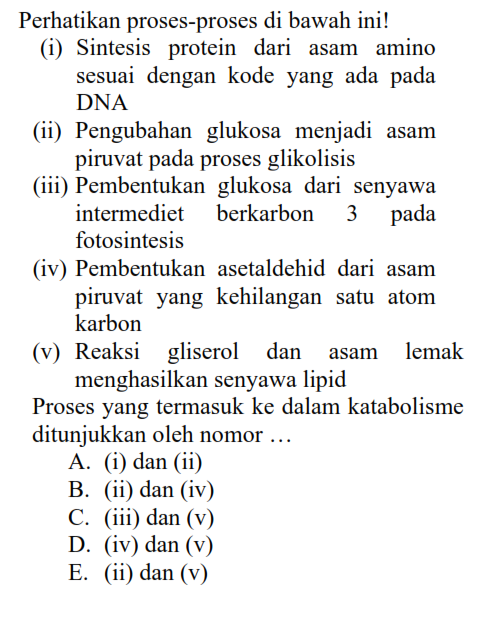 Perhatikan proses-proses di bawah ini!
(i) Sintesis protein dari asam amino
sesuai dengan kode yang ada pada
DNA
(ii) Pengubahan glukosa menjadi asam
piruvat pada proses glikolisis
(iii) Pembentukan glukosa dari senyawa
intermediet berkarbon 3 pada
fotosintesis
(iv) Pembentukan asetaldehid dari asam
piruvat yang kehilangan satu atom
karbon
(v) Reaksi gliserol dan asam lemak
menghasilkan senyawa lipid
Proses yang termasuk ke dalam katabolisme
ditunjukkan oleh nomor …
A. (i) dan (ii)
B. (ii) dan (iv)
C. (iii) dan (v)
D. (iv) dan (v)
E. (ii) dan (v)